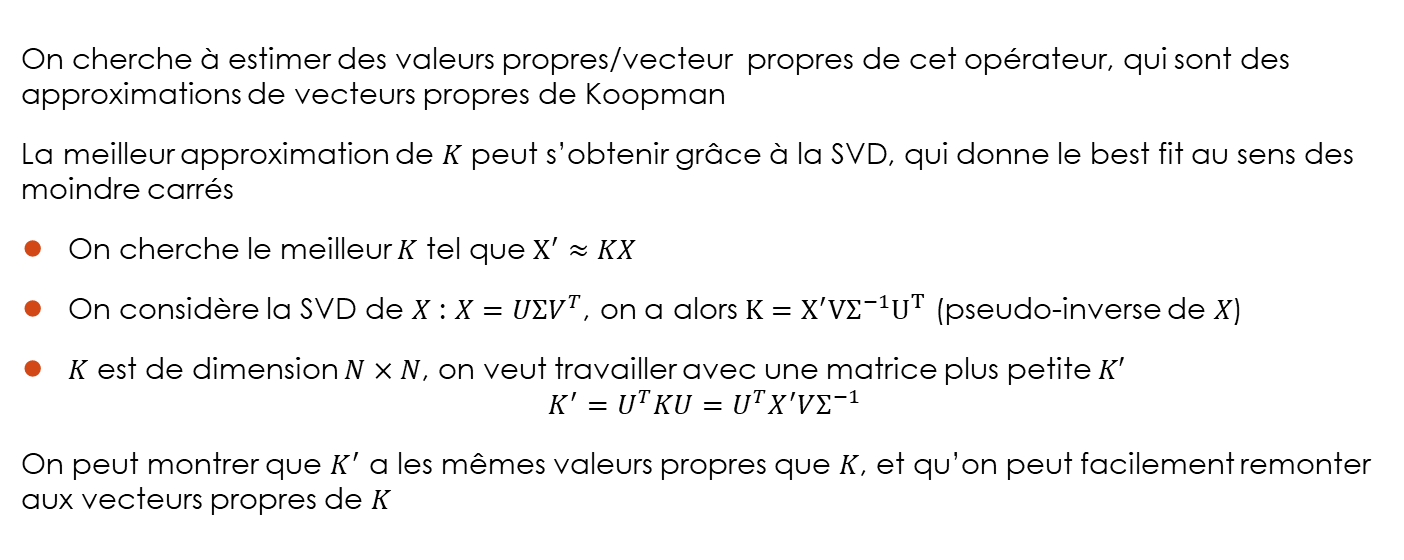 On cherche à estimer des valeurs propres/vecteur propres de cet opérateur, qui sont des
approximations de vecteurs propres de Koopman
La meilleur approximation de K peut s'obtenir grâce à la SVD, qui donne le best fit au sens des
moindre carrés
● On cherche le meilleur K tel que X′ ≈ KX
● On considère la SVD de X : X = UΣVᵀ, on a alors K = X′VΣ⁻¹Uᵀ (pseudo-inverse de X)
● K est de dimension N × N, on veut travailler avec une matrice plus petite K′
K′ = UᵀKU = UᵀX′VΣ⁻¹
On peut montrer que K′ a les mêmes valeurs propres que K, et qu'on peut facilement remonter
aux vecteurs propres de K